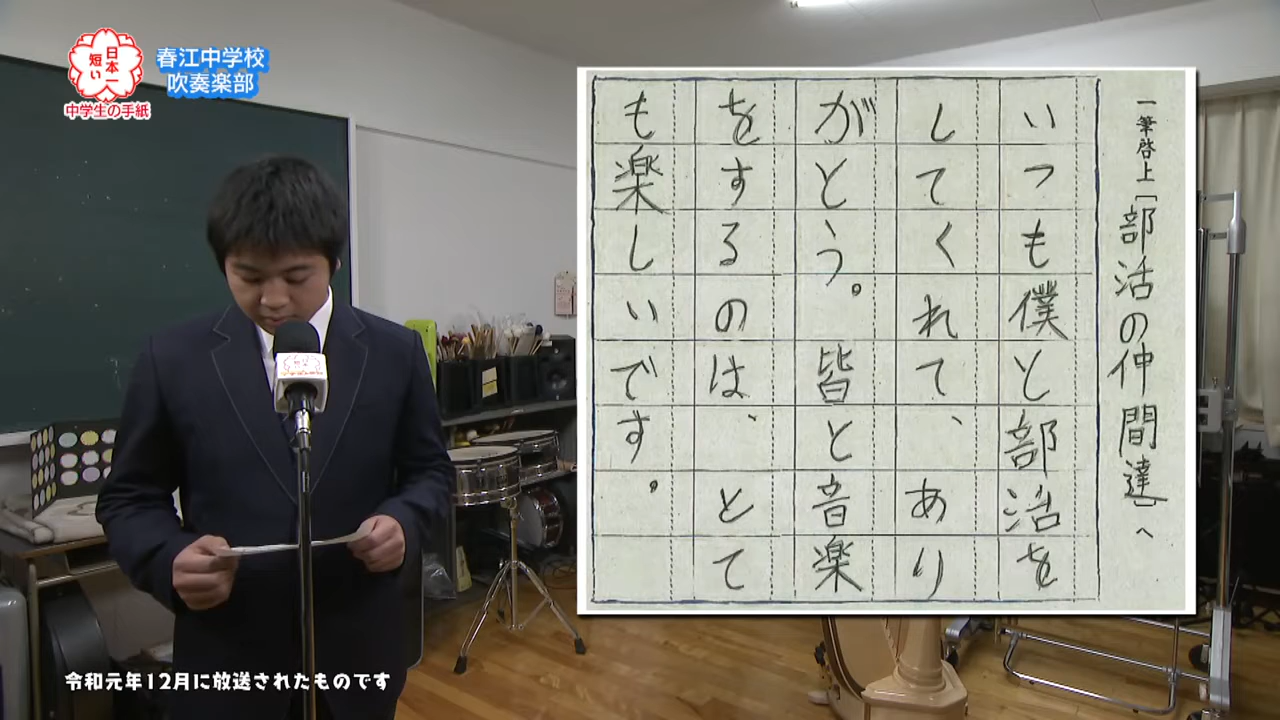 日本一
短い
中学生の手紙
春江中学校
吹奏楽部
一筆啓上「部活の仲間達」へ
いつも僕と部活を
してくれて、あり
がとう。 皆と音楽
をするのは、とて
も楽しいです。
令和元年12月に放送されたものです